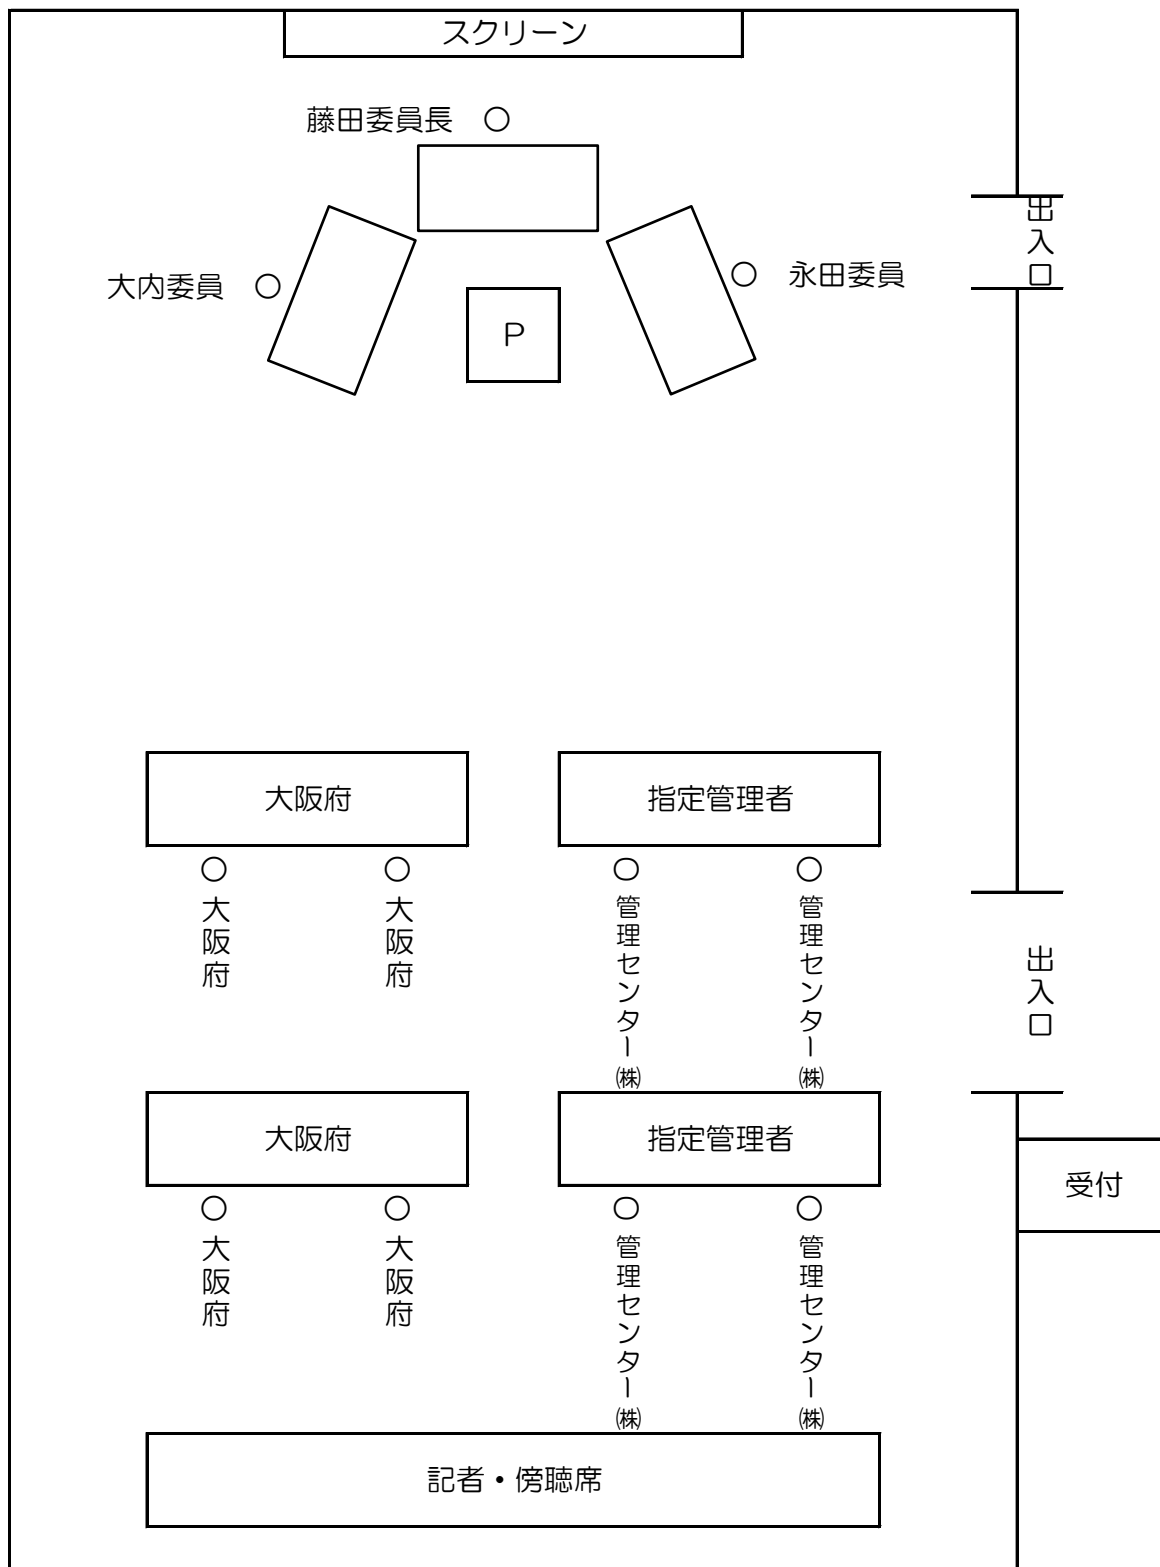 スクリーン
藤田委員長 ○
出入口
大内委員 ○
○ 永田委員
P
大阪府
指定管理者
○大阪府
○大阪府
○管理センター㈱
○管理センター㈱
出入口
大阪府
指定管理者
受付
○大阪府
○大阪府
○管理センター㈱
○管理センター㈱
記者・傍聴席